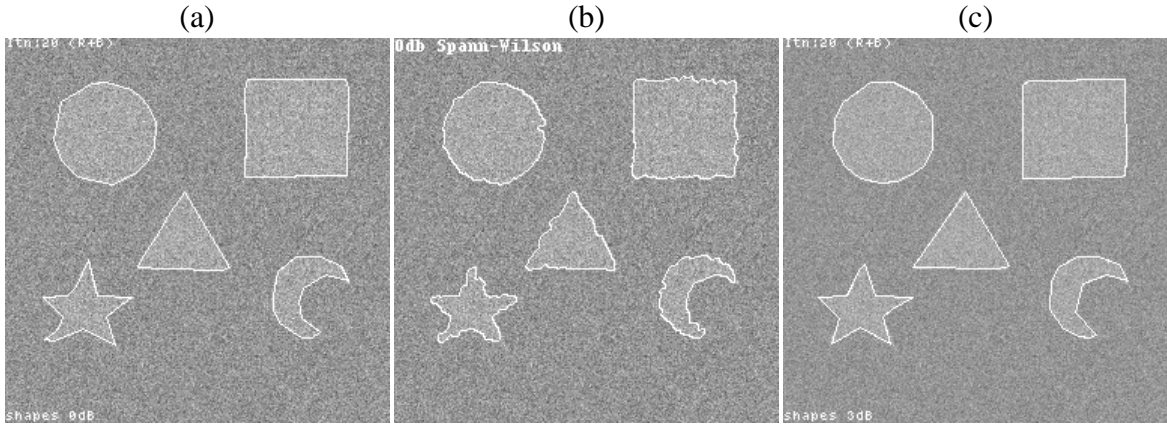 (a) (b) (c)
Itn:20 (R+B)
0db Spann-Wilson
Itn:20 (R+B)
shapes 0dB
shapes 3dB